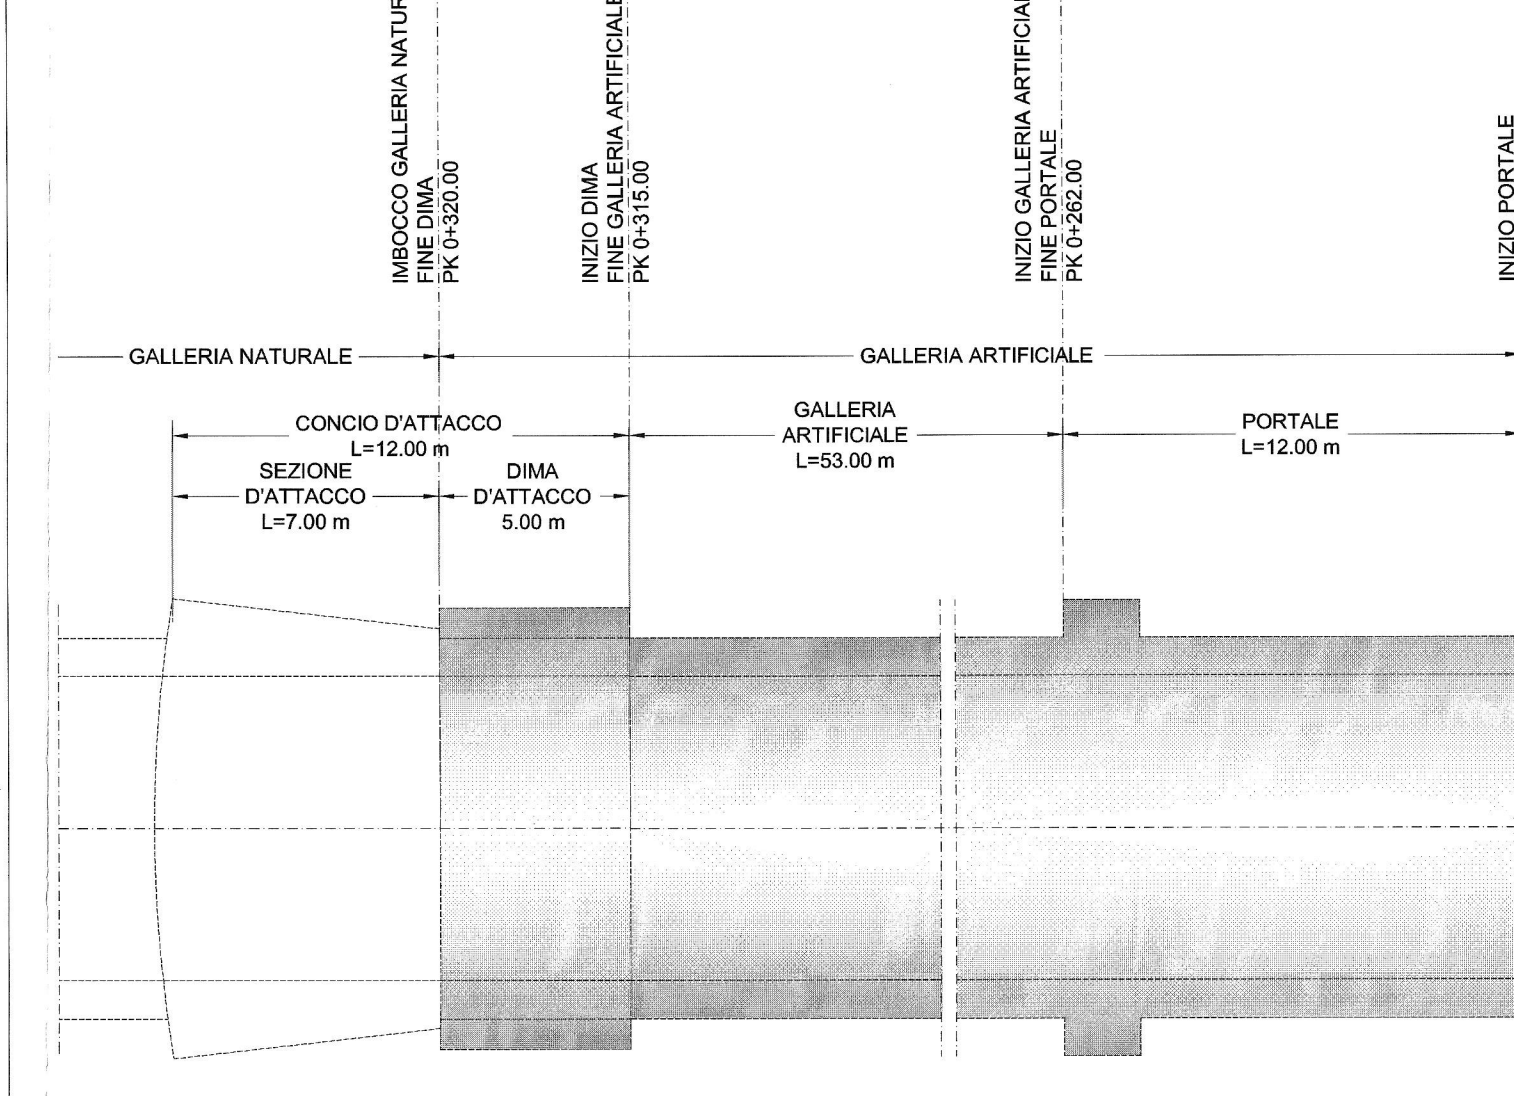 IMBOCCO GALLERIA
FINE DIMA
PK 0+320.00
INIZIO DIMA
FINE GALLERIA ARTIFICIALE
PK 0+315.00
INIZIO GALLERIA
FINE PORTALE
PK 0+262.00
INIZIO PORTALE
GALLERIA NATURALE
GALLERIA ARTIFICIALE
CONCIO D'ATTACCO
L=12.00 m
GALLERIA
ARTIFICIALE
L=53.00 m
PORTALE
L=12.00 m
SEZIONE
D'ATTACCO
L=7.00 m
DIMA
D'ATTACCO
5.00 m